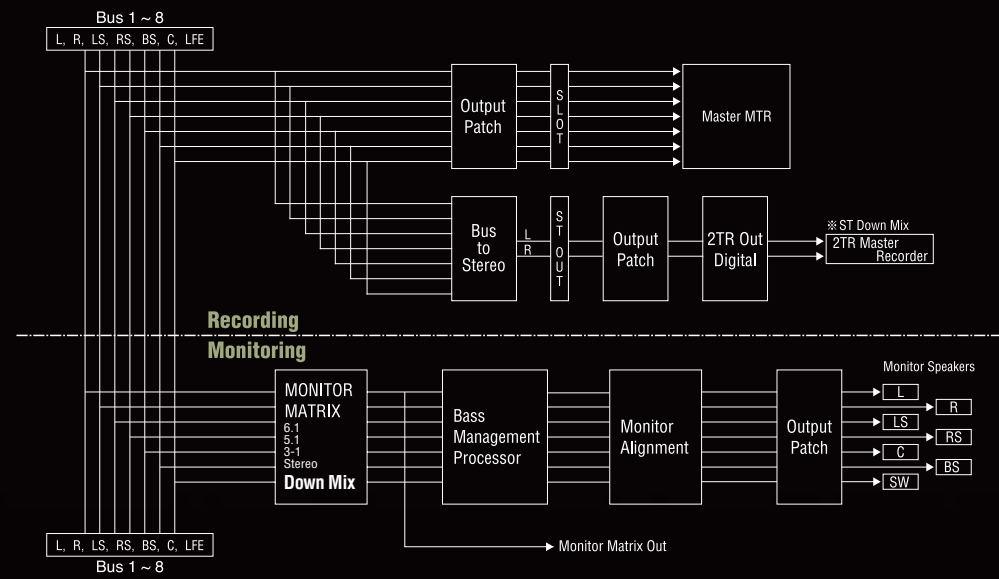 Bus 1 ~ 8
L, R, LS, RS, BS, C, LFE
Output
Patch
SLOT
Master MTR
Bus
to
Stereo
L
R
ST OUT
Output
Patch
2TR Out
Digital
※ST Down Mix
2TR Master
Recorder
Recording
Monitoring
MONITOR
MATRIX
6.1
5.1
3-1
Stereo
Down Mix
Bass
Management
Processor
Monitor
Alignment
Output
Patch
Monitor Speakers
L
R
LS
RS
C
BS
SW
Monitor Matrix Out
L, R, LS, RS, BS, C, LFE
Bus 1 ~ 8